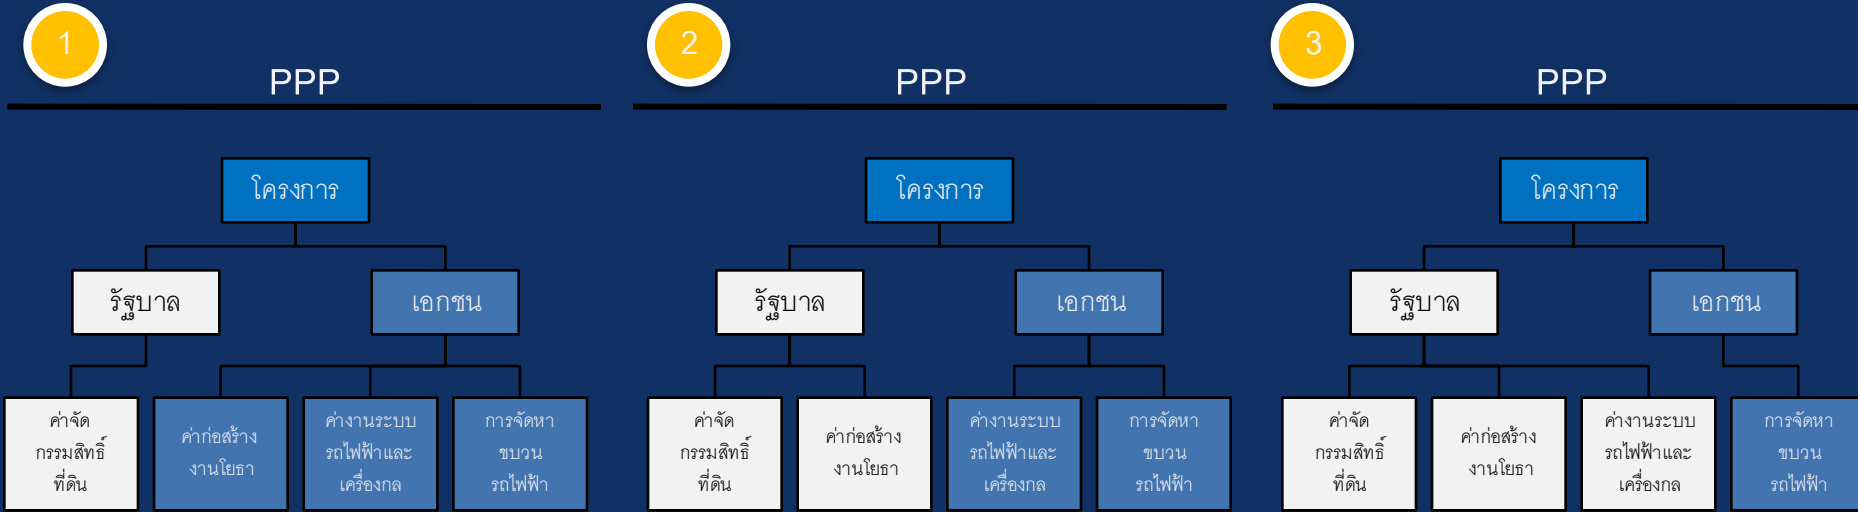 1
PPP
โครงการ
รัฐบาล
เอกชน
ค่าจัด
กรรมสิทธิ์
ที่ดิน
ค่าก่อสร้าง
งานโยธา
ค่างานระบบ
รถไฟฟ้าและ
เครื่องกล
การจัดหา
ขบวน
รถไฟฟ้า
2
PPP
โครงการ
รัฐบาล
เอกชน
ค่าจัด
กรรมสิทธิ์
ที่ดิน
ค่าก่อสร้าง
งานโยธา
ค่างานระบบ
รถไฟฟ้าและ
เครื่องกล
การจัดหา
ขบวน
รถไฟฟ้า
3
PPP
โครงการ
รัฐบาล
เอกชน
ค่าจัด
กรรมสิทธิ์
ที่ดิน
ค่าก่อสร้าง
งานโยธา
ค่างานระบบ
รถไฟฟ้าและ
เครื่องกล
การจัดหา
ขบวน
รถไฟฟ้า